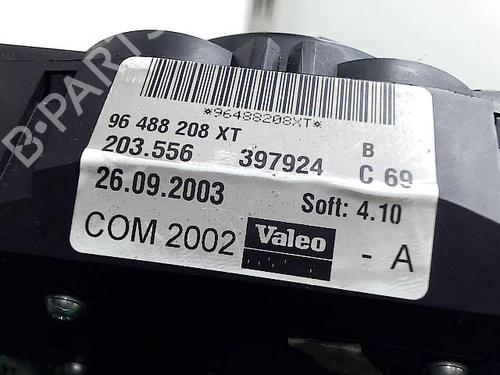 B-PARTS
*96488208XT*
96 488 208 XT B
203.556 397924 C 69
26.09.2003 Soft: 4.10
COM 2002 Valeo - A